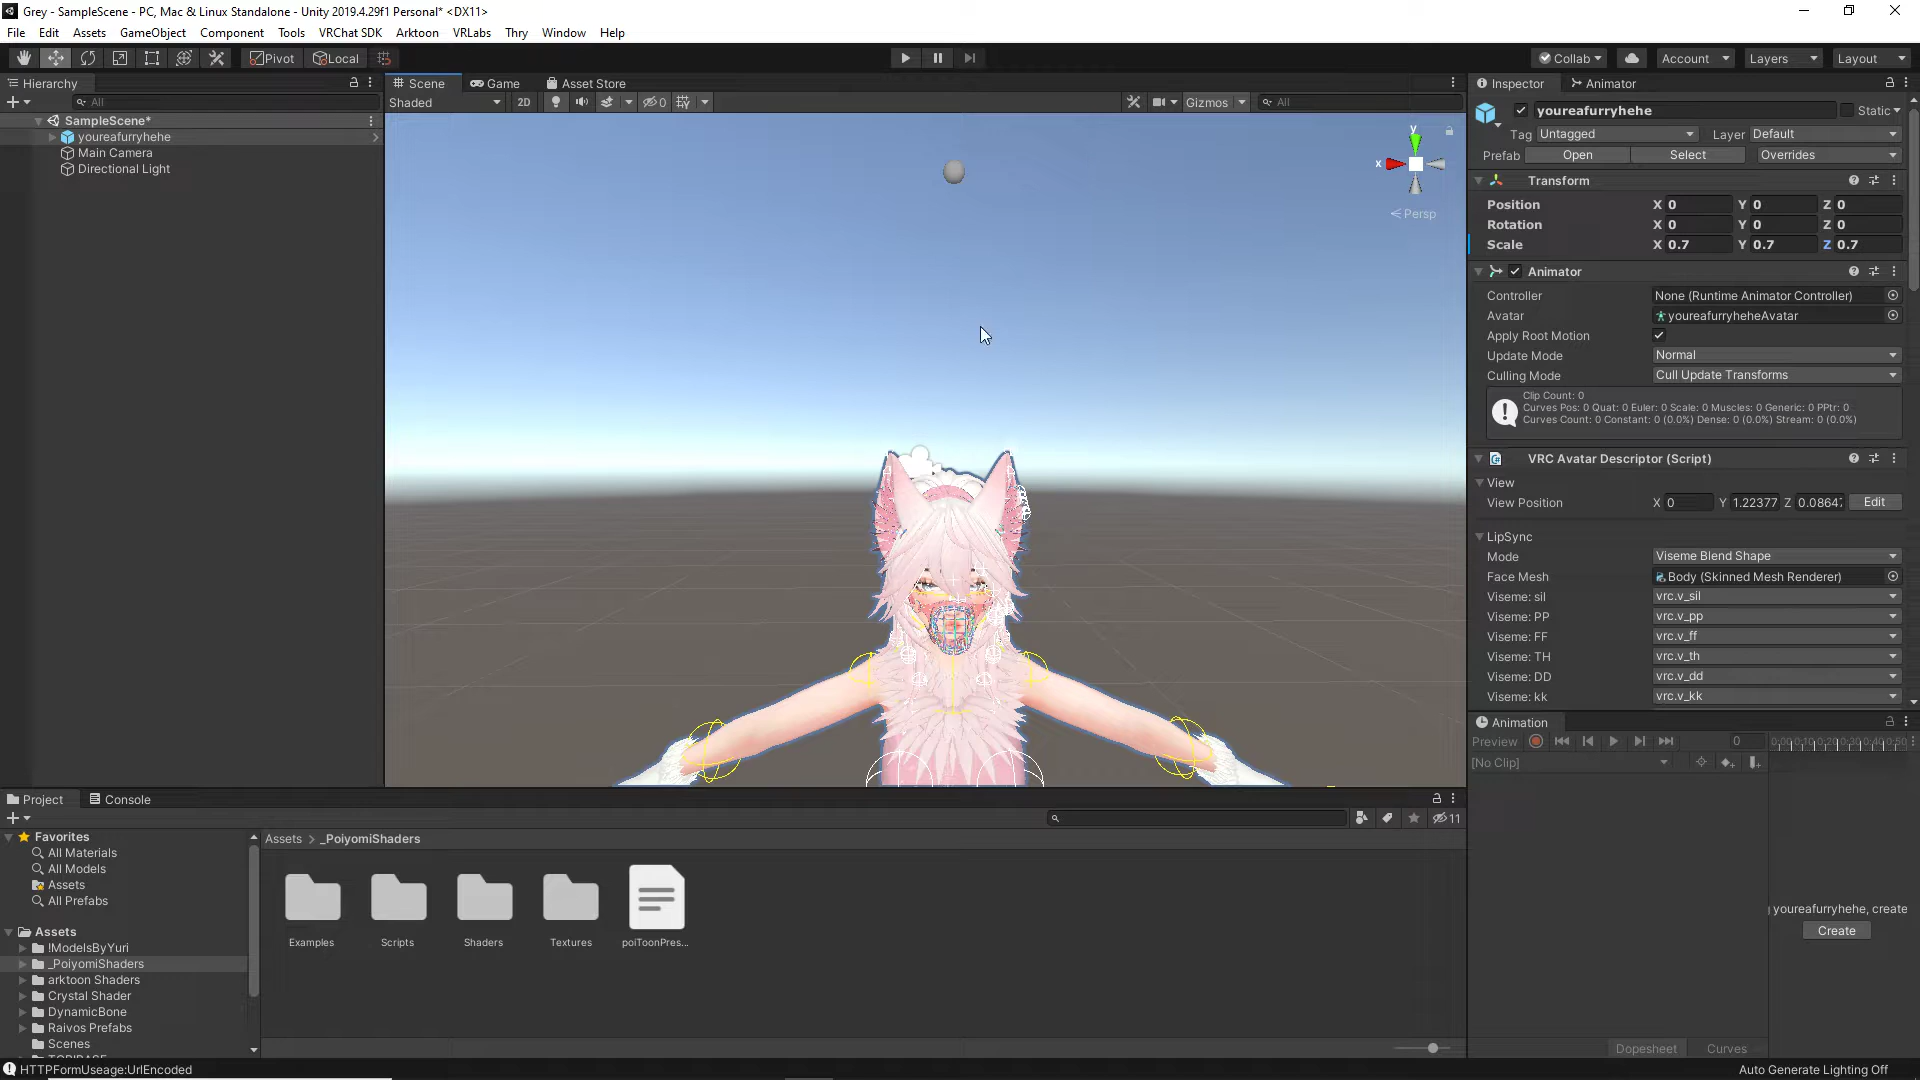 Grey - SampleScene - PC, Mac & Linux Standalone - Unity 2019.4.29f1 Personal* <DX11>
File Edit Assets GameObject Component Tools VRChat SDK Arktoon VRLabs Thry Window Help
Pivot Local Collab Account Layers Layout
Hierarchy
All
SampleScene*
youreafurryhehe
Main Camera
Directional Light
Scene Game Asset Store
Shaded 2D 0 Gizmos All
y
x
Persp
Inspector Animator
youreafurryhehe Static
Tag Untagged Layer Default
Prefab Open Select Overrides
Transform
Position X 0 Y 0 Z 0
Rotation X 0 Y 0 Z 0
Scale X 0.7 Y 0.7 Z 0.7
Animator
Controller None (Runtime Animator Controller)
Avatar youreafurryheheAvatar
Apply Root Motion
Update Mode Normal
Culling Mode Cull Update Transforms
Clip Count: 0
Curves Pos: 0 Quat: 0 Euler: 0 Scale: 0 Muscles: 0 Generic: 0 PPtr: 0
Curves Count: 0 Constant: 0 (0.0%) Dense: 0 (0.0%) Stream: 0 (0.0%)
VRC Avatar Descriptor (Script)
View
View Position X 0 Y 1.22377 Z 0.0864 Edit
LipSync
Mode Viseme Blend Shape
Face Mesh Body (Skinned Mesh Renderer)
Viseme: sil vrc.v_sil
Viseme: PP vrc.v_pp
Viseme: FF vrc.v_ff
Viseme: TH vrc.v_th
Viseme: DD vrc.v_dd
Viseme: kk vrc.v_kk
Animation
Preview 0
[No Clip]
youreafurryhehe, create
Create
Dopesheet Curves
Project Console
11
Favorites
All Materials
All Models
Assets
All Prefabs
Assets
!ModelsByYuri
_PoiyomiShaders
arktoon Shaders
Crystal Shader
DynamicBone
Raivos Prefabs
Scenes
Assets > _PoiyomiShaders
Examples Scripts Shaders Textures poiToonPres...
HTTPFormUseage:UrlEncoded
Auto Generate Lighting Off